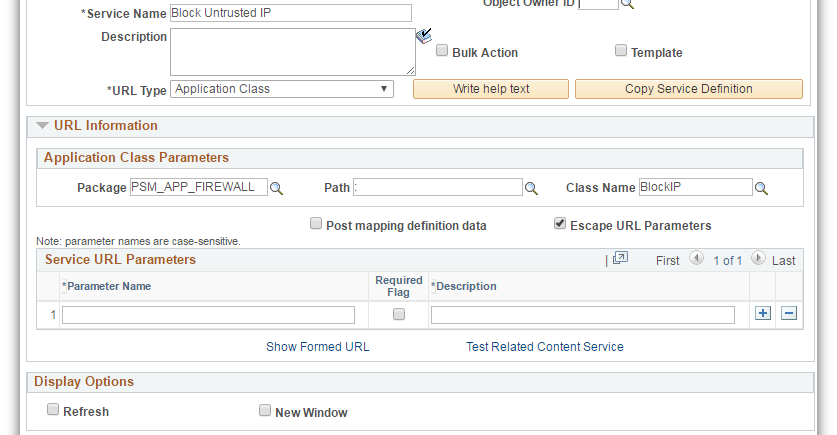 Object Owner ID
*Service Name Block Untrusted IP
Description
Bulk Action Template
*URL Type Application Class Write help text Copy Service Definition
URL Information
Application Class Parameters
Package PSM_APP_FIREWALL Path : Class Name BlockIP
Post mapping definition data Escape URL Parameters
Note: parameter names are case-sensitive.
Service URL Parameters First 1 of 1 Last
*Parameter Name Required Flag *Description
1
Show Formed URL Test Related Content Service
Display Options
Refresh New Window